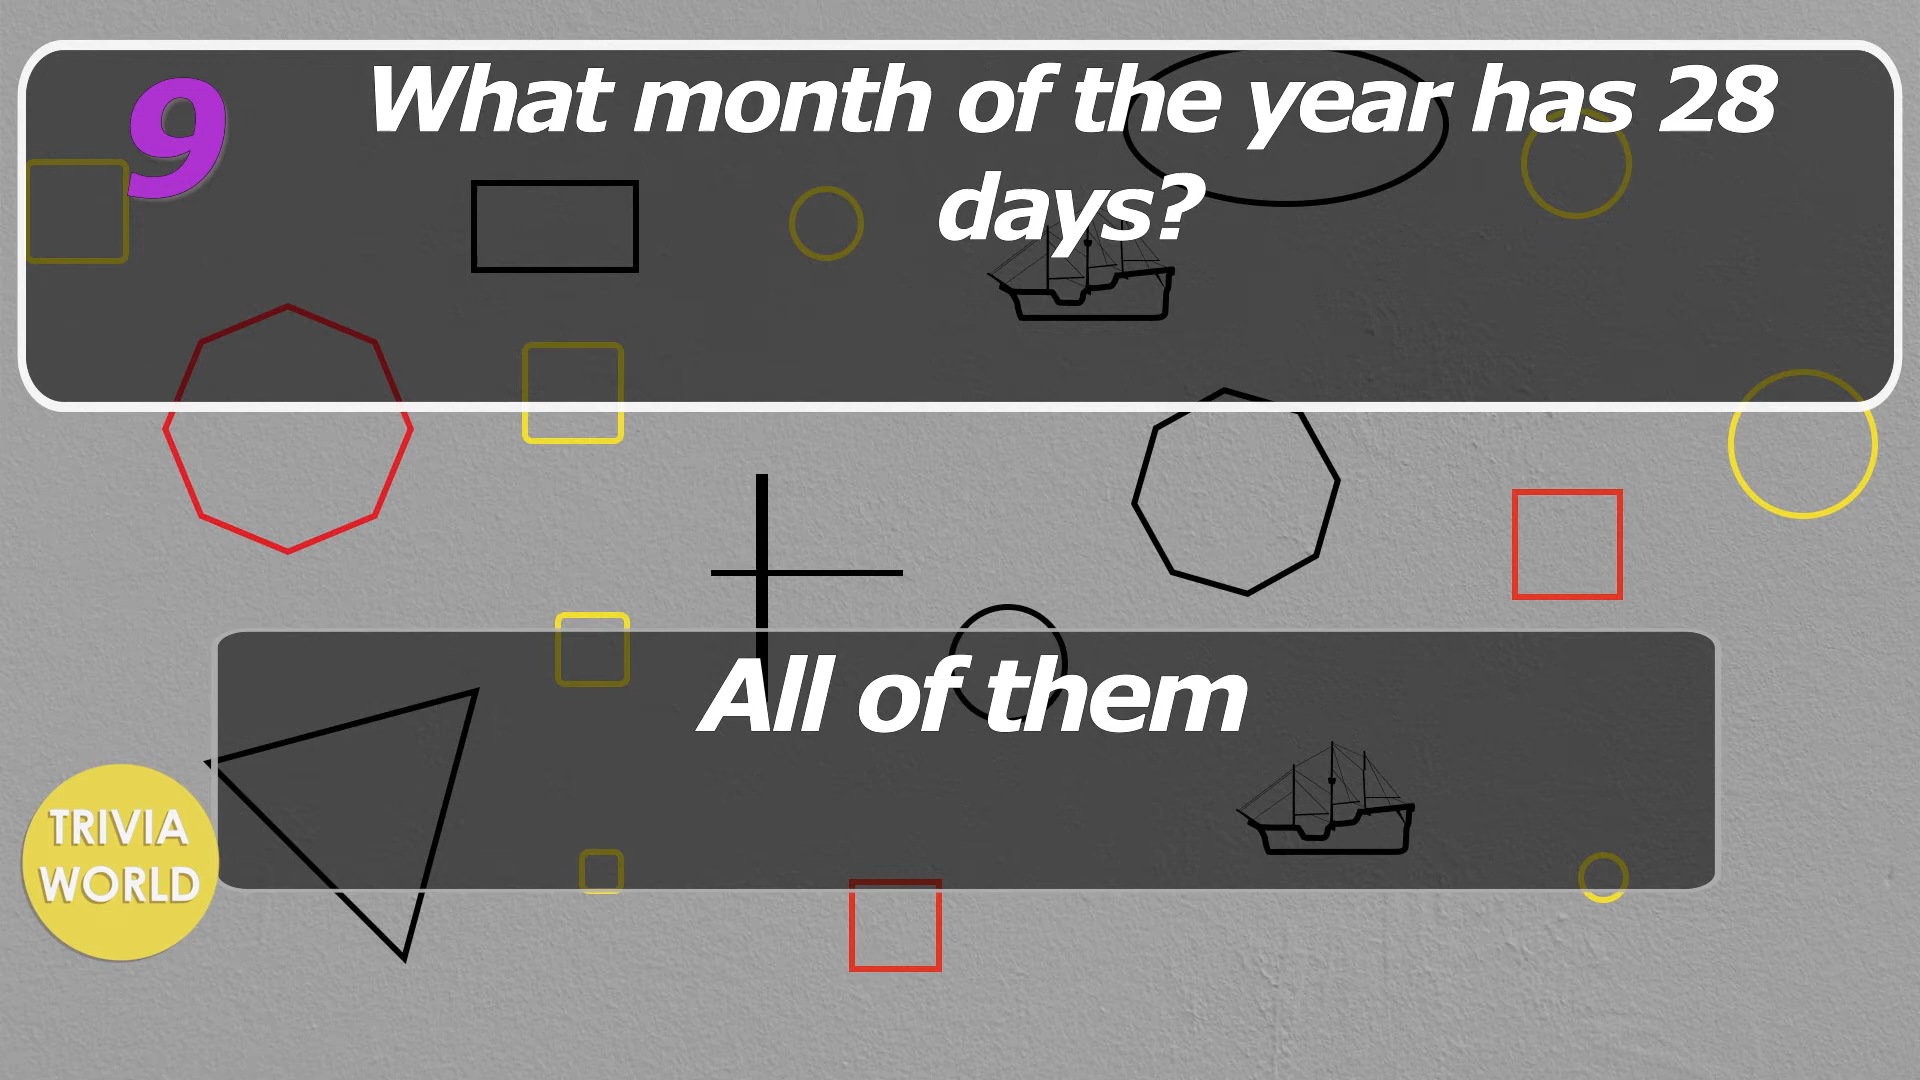 9
What month of the year has 28
days?
All of them
TRIVIA
WORLD